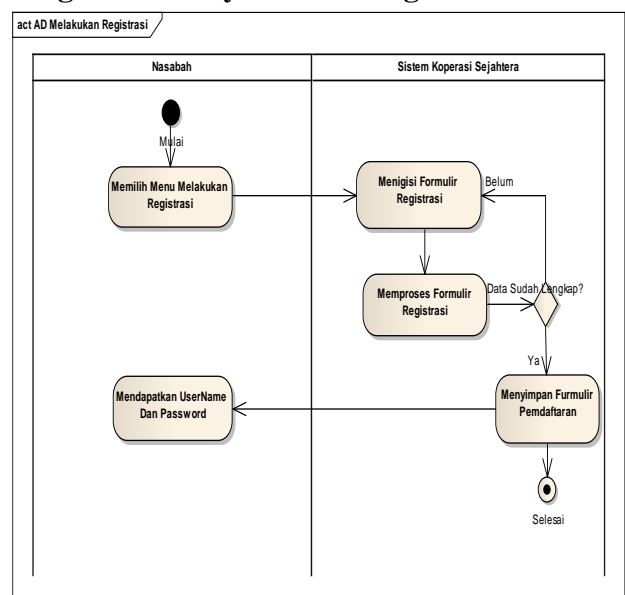 act AD Melakukan Registrasi
Nasabah
Sistem Koperasi Sejahtera
Mulai
Memilih Menu Melakukan
Registrasi
Menigisi Formulir
Registrasi
Belum
Memproses Formulir
Registrasi
Data Sudah Lengkap?
Ya
Mendapatkan UserName
Dan Password
Menyimpan Furmulir
Pemdaftaran
Selesai